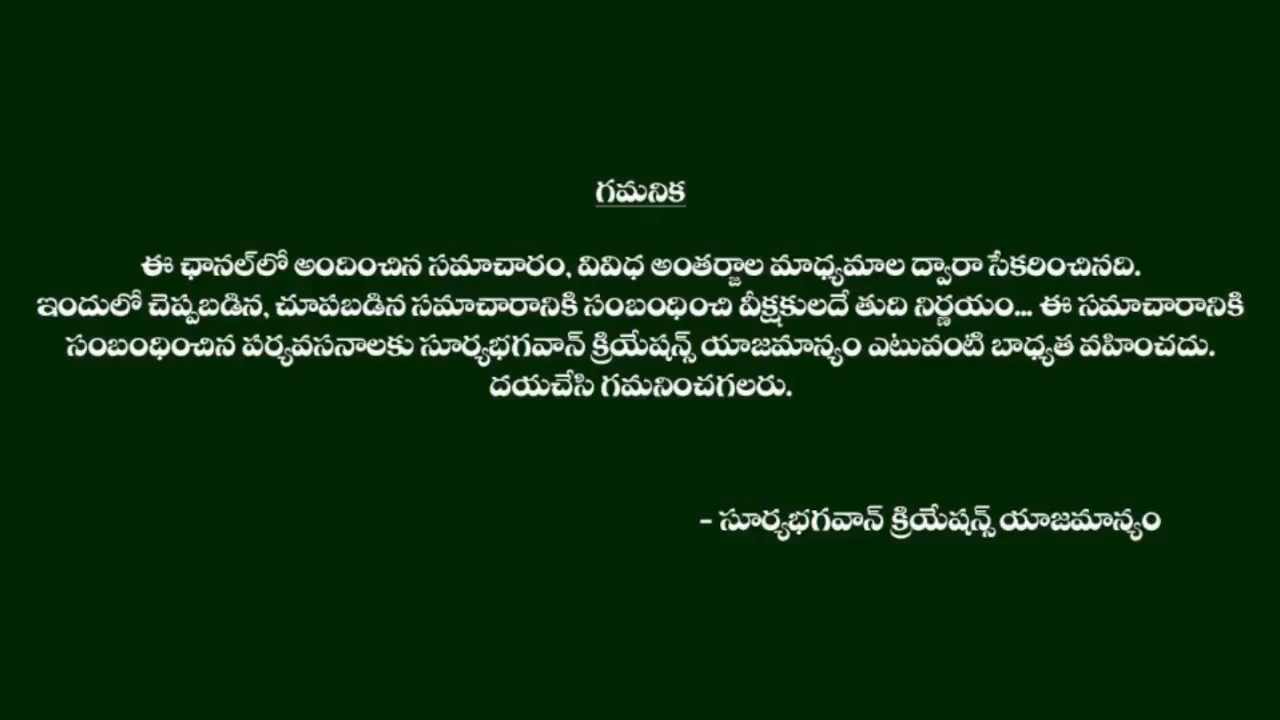 గమనిక
ఈ ఛానల్‌లో అందించిన సమాచారం, వివిధ అంతర్జాల మాధ్యమాల ద్వారా సేకరించినది.
ఇందులో చెప్పబడిన, చూపబడిన సమాచారానికి సంబంధించి వీక్షకులదే తుది నిర్ణయం... ఈ సమాచారానికి
సంబంధించిన పర్యవసనాలకు సూర్యభగవాన్ క్రియేషన్స్ యాజమాన్యం ఎటువంటి బాధ్యత వహించదు.
దయచేసి గమనించగలరు.
- సూర్యభగవాన్ క్రియేషన్స్ యాజమాన్యం